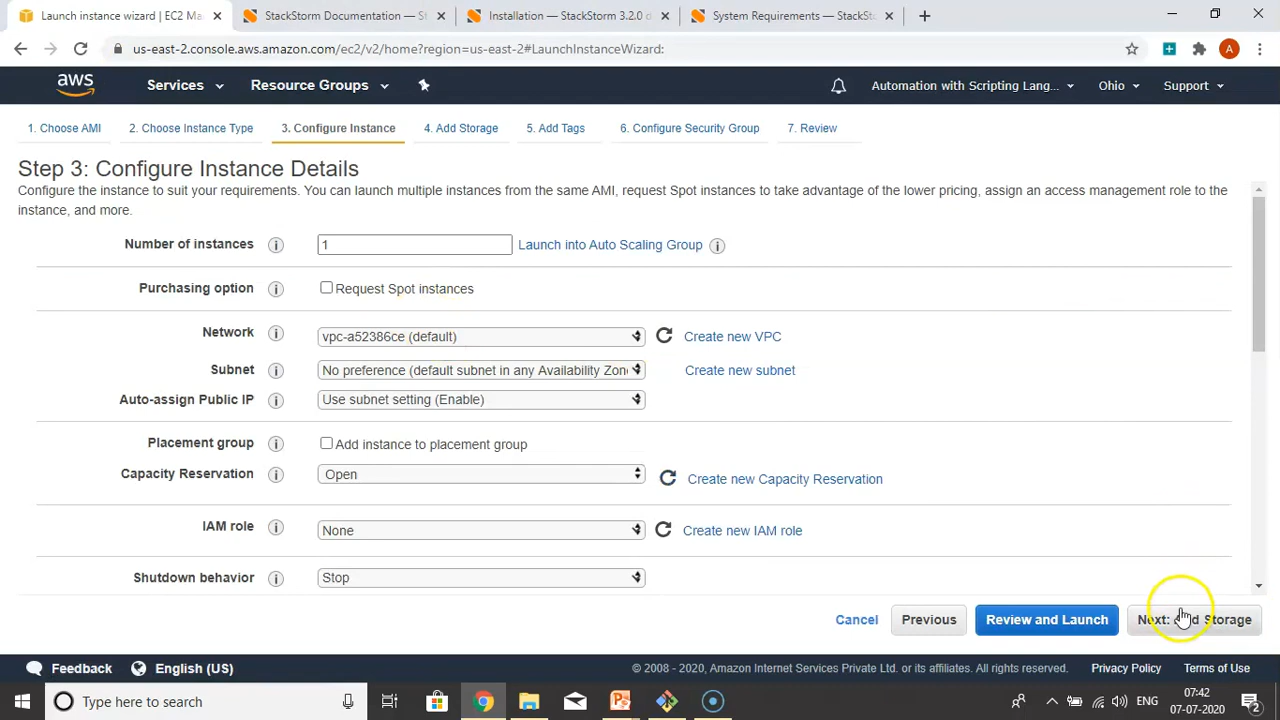 Launch instance wizard | EC2 Ma
StackStorm Documentation — St
Installation — StackStorm 3.2.0 d
System Requirements — StackSt
us-east-2.console.aws.amazon.com/ec2/v2/home?region=us-east-2#LaunchInstanceWizard:
A
aws
Services
Resource Groups
Automation with Scripting Lang...
Ohio
Support
1. Choose AMI
2. Choose Instance Type
3. Configure Instance
4. Add Storage
5. Add Tags
6. Configure Security Group
7. Review
Step 3: Configure Instance Details
Configure the instance to suit your requirements. You can launch multiple instances from the same AMI, request Spot instances to take advantage of the lower pricing, assign an access management role to the
instance, and more.
Number of instances
1
Launch into Auto Scaling Group
Purchasing option
Request Spot instances
Network
vpc-a52386ce (default)
Create new VPC
Subnet
No preference (default subnet in any Availability Zon
Create new subnet
Auto-assign Public IP
Use subnet setting (Enable)
Placement group
Add instance to placement group
Capacity Reservation
Open
Create new Capacity Reservation
IAM role
None
Create new IAM role
Shutdown behavior
Stop
Cancel
Previous
Review and Launch
Next: Add Storage
Feedback
English (US)
© 2008 - 2020, Amazon Internet Services Private Ltd. or its affiliates. All rights reserved.
Privacy Policy
Terms of Use
Type here to search
ENG
07:42
07-07-2020
2